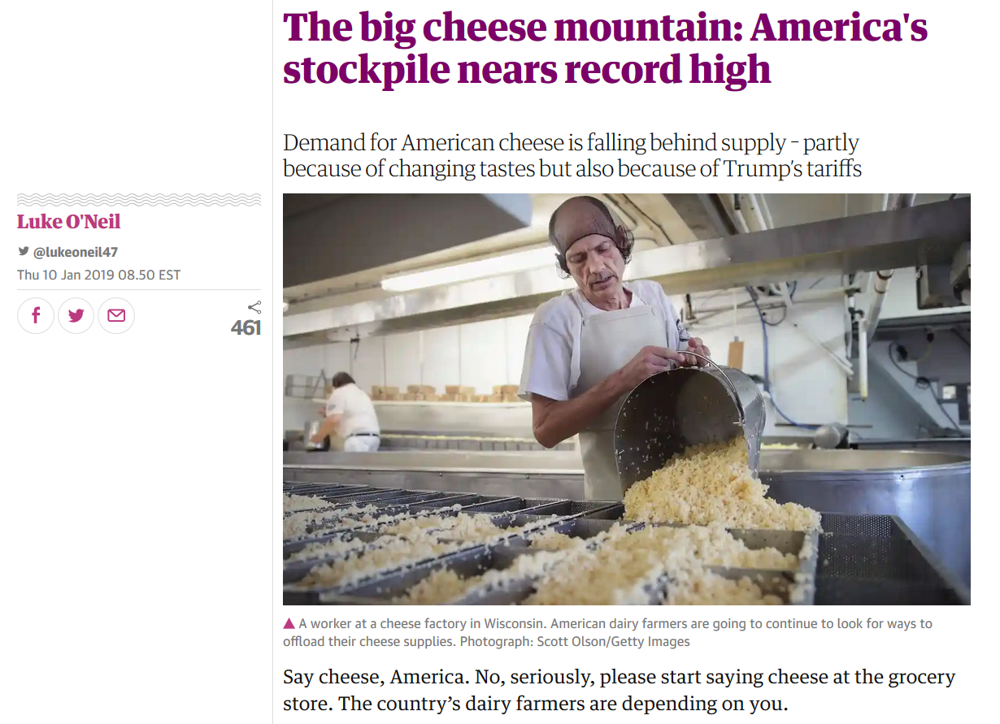 The big cheese mountain: America's
stockpile nears record high
Demand for American cheese is falling behind supply – partly
because of changing tastes but also because of Trump's tariffs
Luke O'Neil
@lukeoneil47
Thu 10 Jan 2019 08.50 EST
461
A worker at a cheese factory in Wisconsin. American dairy farmers are going to continue to look for ways to
offload their cheese supplies. Photograph: Scott Olson/Getty Images
Say cheese, America. No, seriously, please start saying cheese at the grocery
store. The country’s dairy farmers are depending on you.